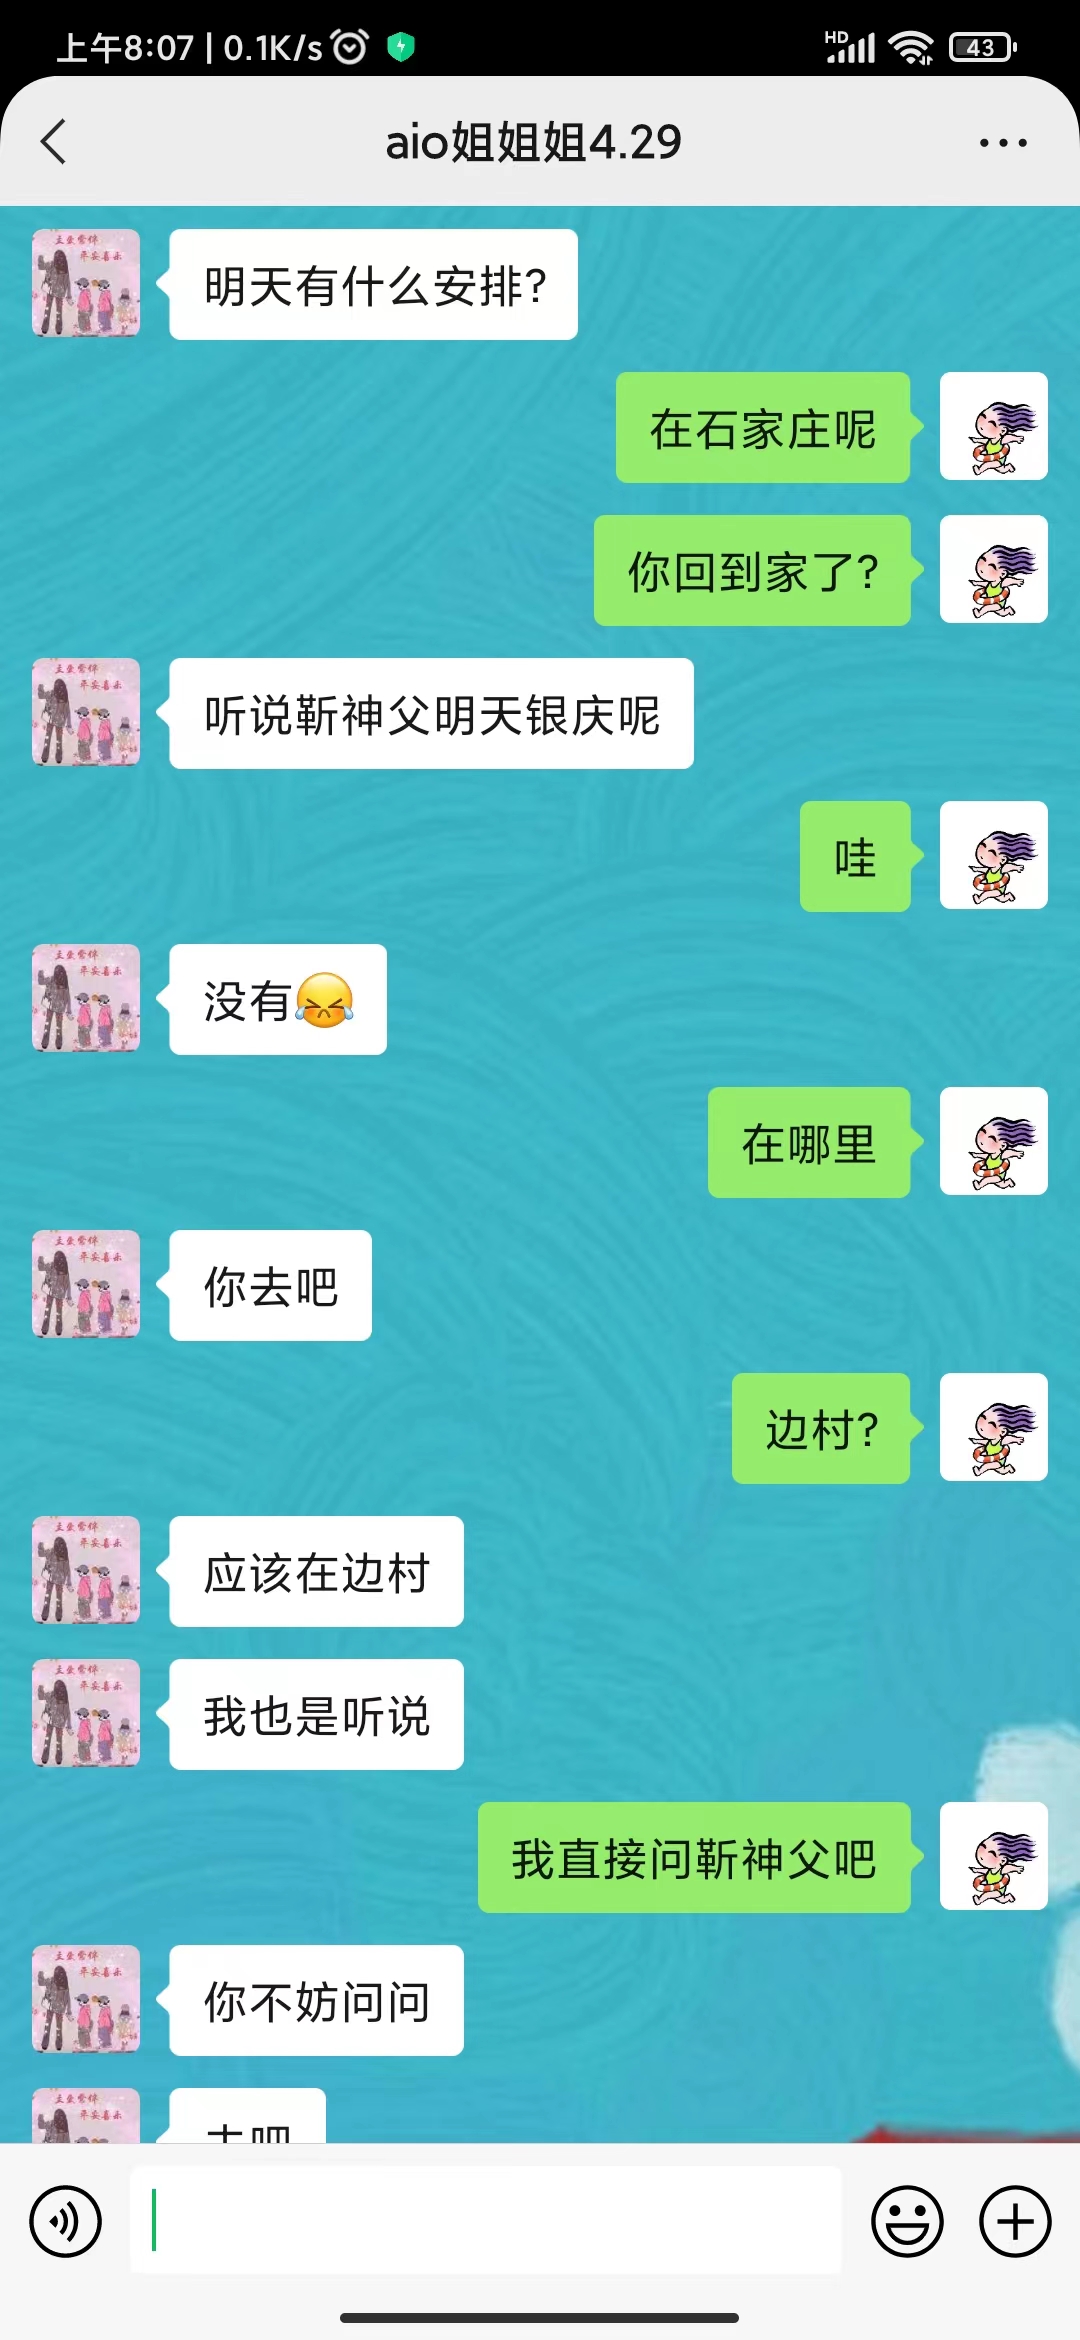 上午8:07 | 0.1K/s
HD
43
aio姐姐姐4.29
明天有什么安排?
在石家庄呢
你回到家了?
听说靳神父明天银庆呢
哇
没有😹
在哪里
你去吧
边村?
应该在边村
我也是听说
我直接问靳神父吧
你不妨问问
去吧